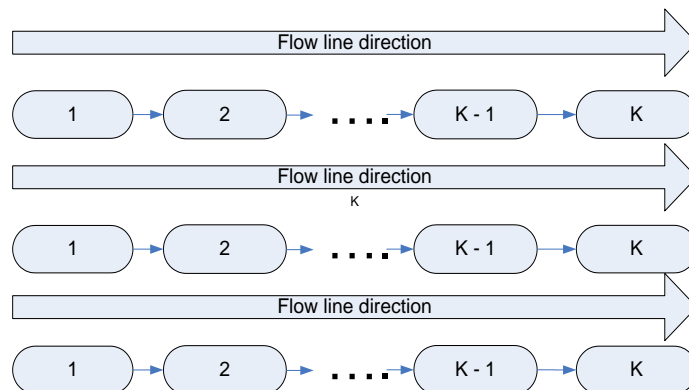 Flow line direction
1 2 .... K - 1 K
Flow line direction
K
1 2 .... K - 1 K
Flow line direction
1 2 .... K - 1 K